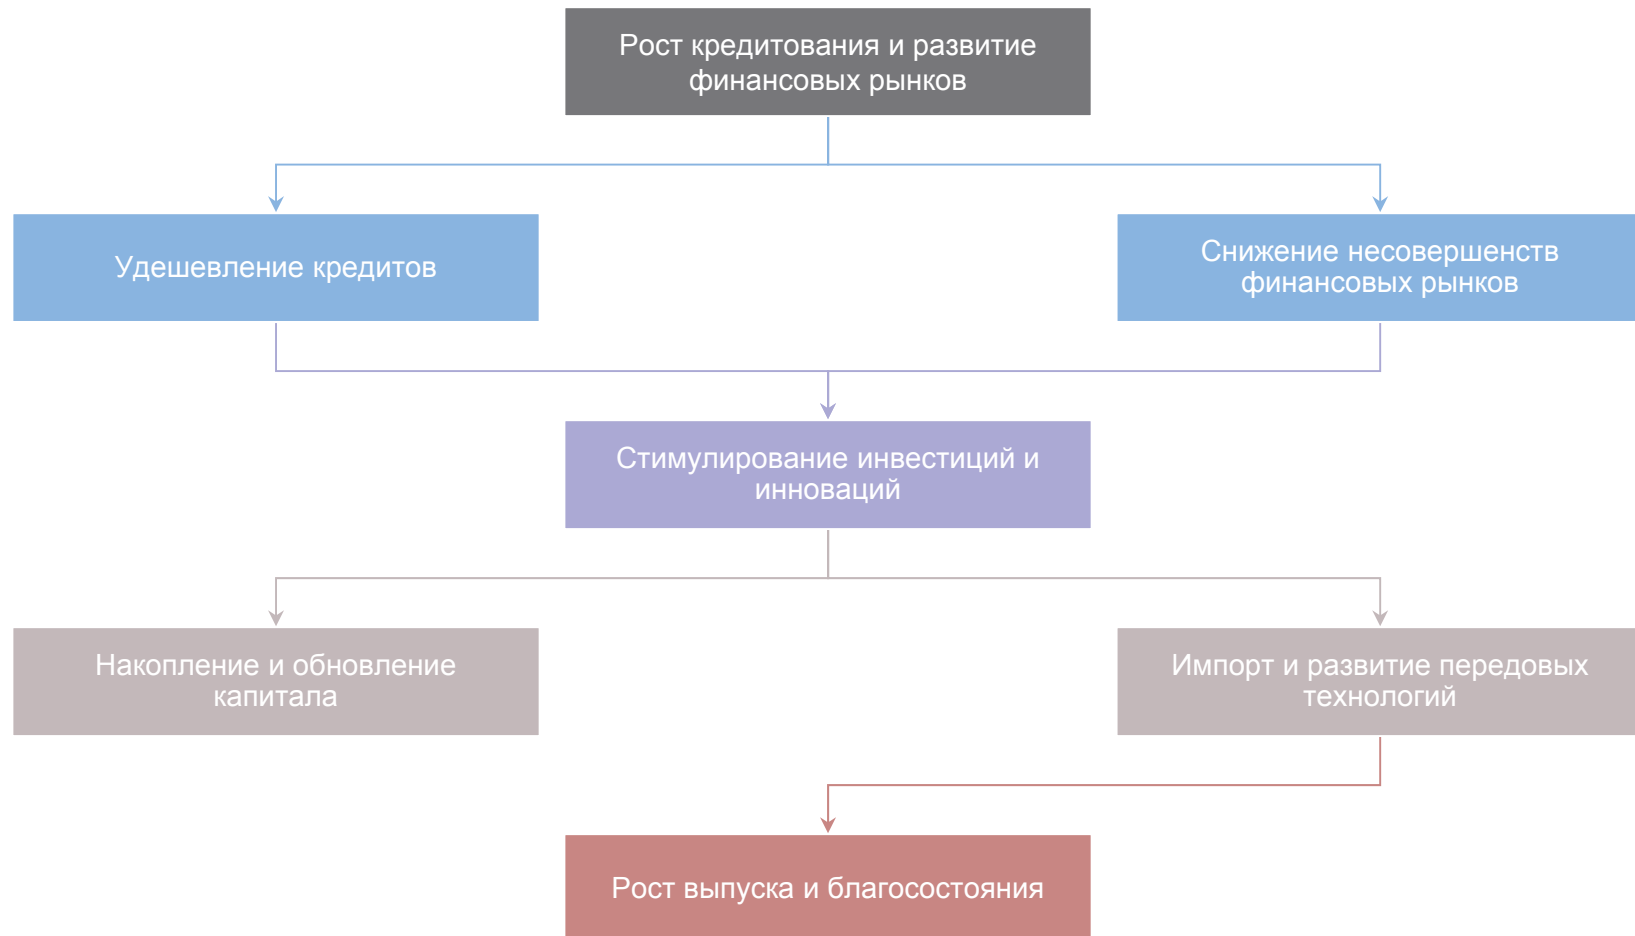 Рост кредитования и развитие
финансовых рынков
Удешевление кредитов
Снижение несовершенств
финансовых рынков
Стимулирование инвестиций и
инноваций
Накопление и обновление
капитала
Импорт и развитие передовых
технологий
Рост выпуска и благосостояния